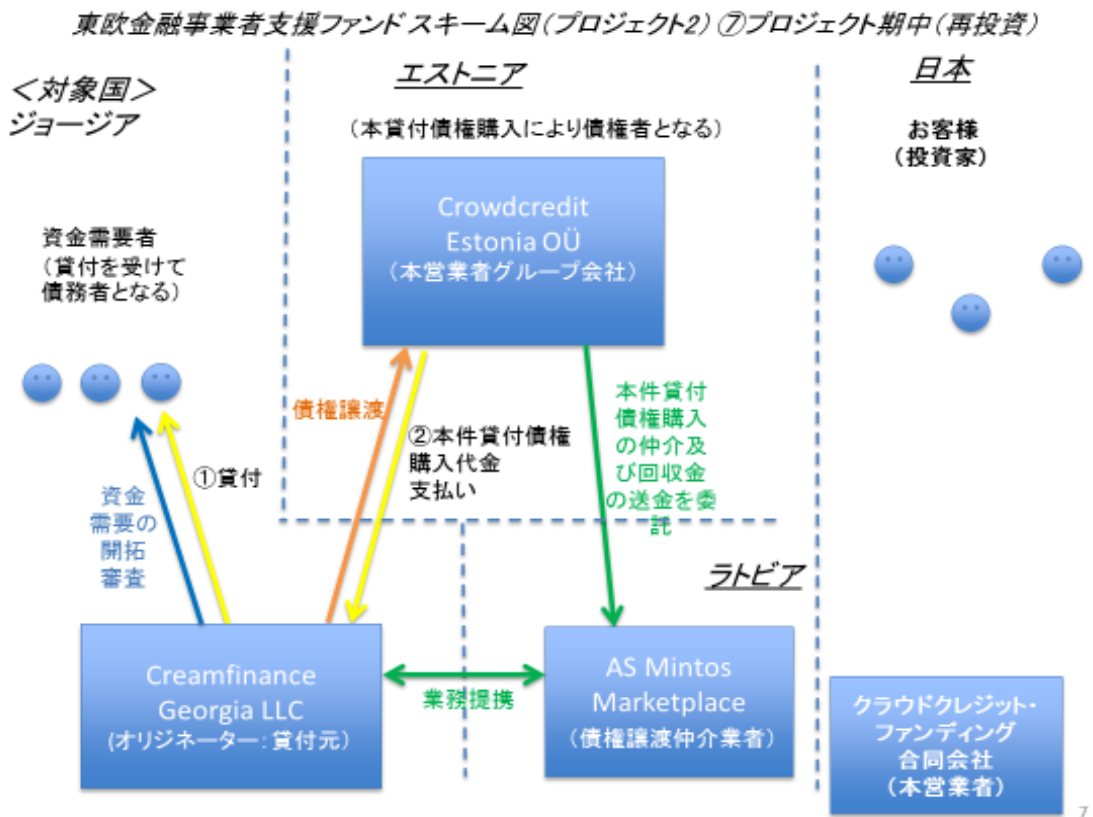 東欧金融事業者支援ファンド スキーム図(プロジェクト2) ⑦プロジェクト期中(再投資)
<対象国>
ジョージア
エストニア
日本
(本貸付債権購入により債権者となる)
お客様
(投資家)
Crowdcredit
Estonia OÜ
(本営業者グループ会社)
資金需要者
(貸付を受けて
債務者となる)
債権譲渡
②本件貸付債権
購入代金
支払い
本件貸付
債権購入
の仲介及
び回収金
の送金を委
託
①貸付
資金
需要の
開拓
審査
ラトビア
Creamfinance
Georgia LLC
(オリジネーター:貸付元)
業務提携
AS Mintos
Marketplace
(債権譲渡仲介業者)
クラウドクレジット・
ファンディング
合同会社
(本営業者)
7